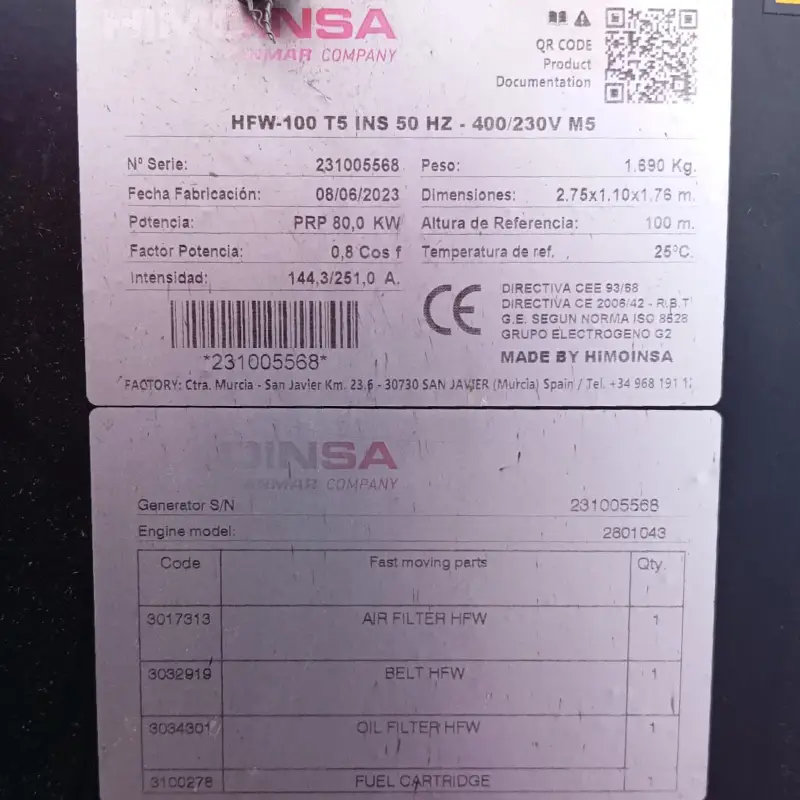 HIMOINSA
YANMAR COMPANY
QR CODE
Product
Documentation
HFW-100 T5 INS 50 HZ - 400/230V M5
Nº Serie: 231005568 Peso: 1.690 Kg.
Fecha Fabricación: 08/06/2023 Dimensiones: 2.75x1.10x1.76 m.
Potencia: PRP 80,0 KW Altura de Referencia: 100 m.
Factor Potencia: 0,8 Cos f Temperatura de ref. 25ºC.
Intensidad: 144,3/251,0 A.
CE
DIRECTIVA CEE 93/68
DIRECTIVA CE 2006/42 - R.B.T
G.E. SEGUN NORMA ISO 8528
GRUPO ELECTROGENO G2
MADE BY HIMOINSA
*231005568*
FACTORY: Ctra. Murcia - San Javier Km. 23,6 - 30730 SAN JAVIER (Murcia) Spain / Tel. +34 968 191 1
OINSA
YANMAR COMPANY
Generator S/N 231005568
Engine model: 2801043
Code Fast moving parts Qty.
3017313 AIR FILTER HFW 1
3032919 BELT HFW 1
3034301 OIL FILTER HFW 1
3100278 FUEL CARTRIDGE 1